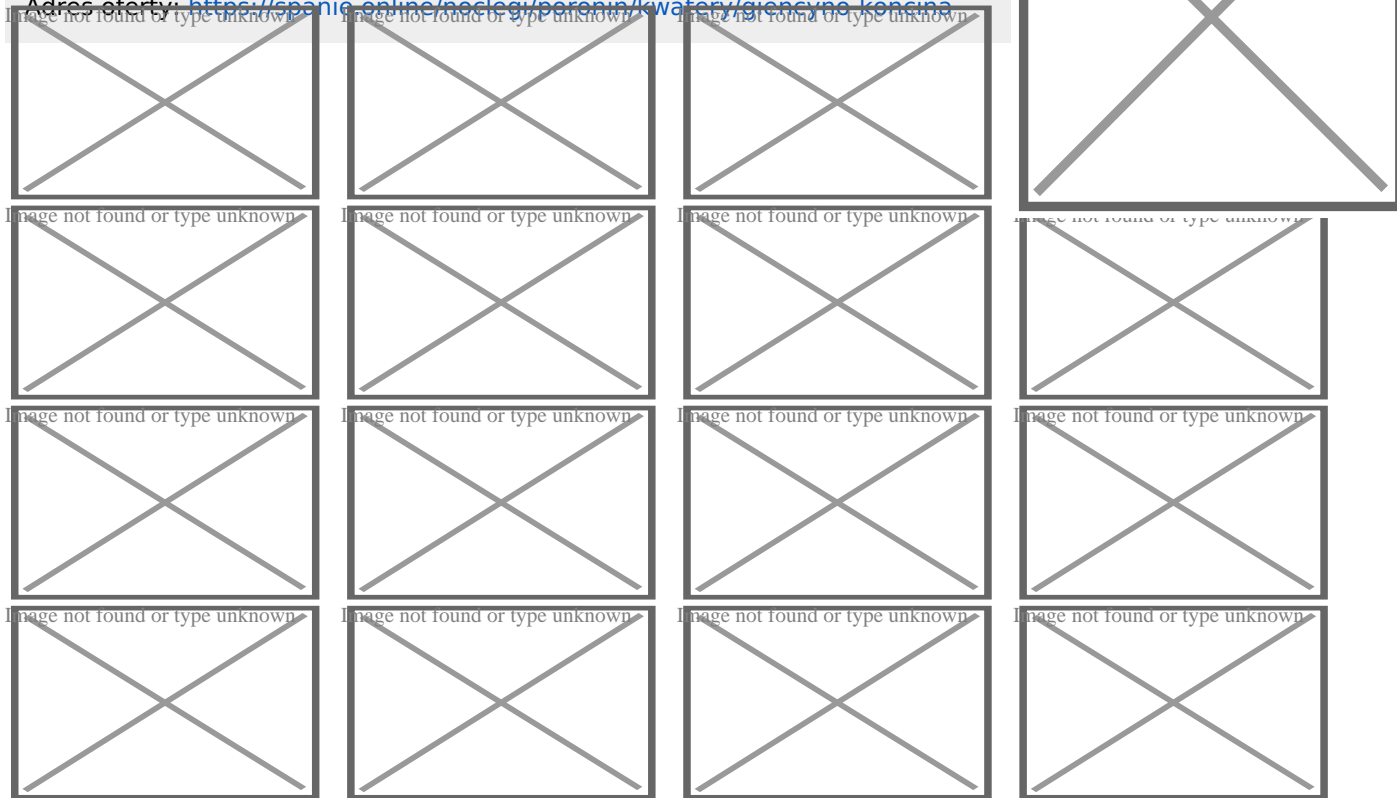 Adres oferty: https://spanie.online/noclegi/poronin/kwatery/giencyno-koncina
Image not found or type unknown Image not found or type unknown Image not found or type unknown
Image not found or type unknown Image not found or type unknown Image not found or type unknown Image not found or type unknown
Image not found or type unknown Image not found or type unknown Image not found or type unknown Image not found or type unknown
Image not found or type unknown Image not found or type unknown Image not found or type unknown Image not found or type unknown